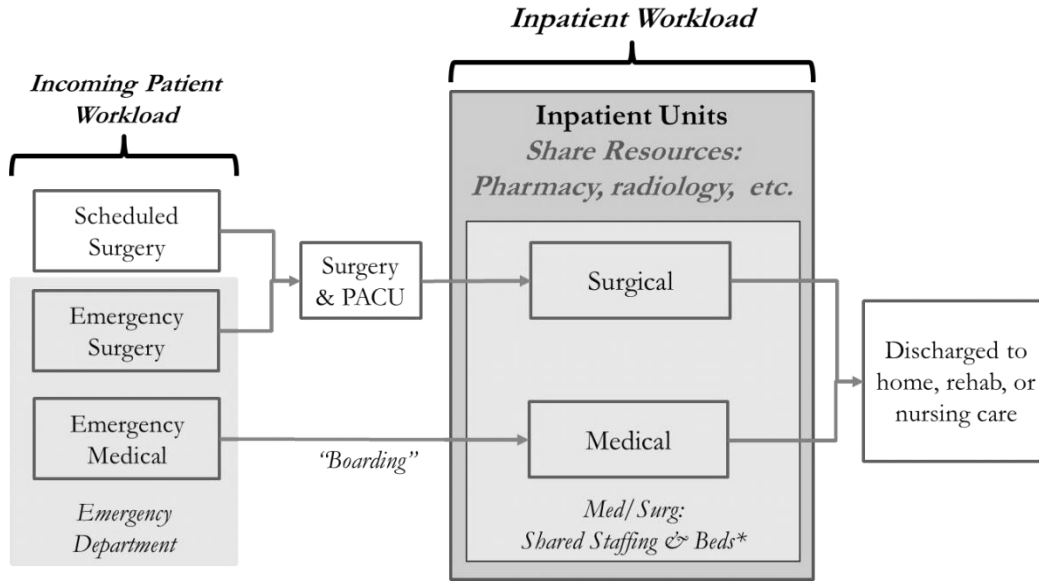 Inpatient Workload
Incoming Patient
Workload
Inpatient Units
Share Resources:
Pharmacy, radiology, etc.
Scheduled
Surgery
Surgery
& PACU
Surgical
Emergency
Surgery
Discharged to
home, rehab, or
nursing care
Emergency
Medical
"Boarding"
Medical
Emergency
Department
Med/Surg:
Shared Staffing & Beds*